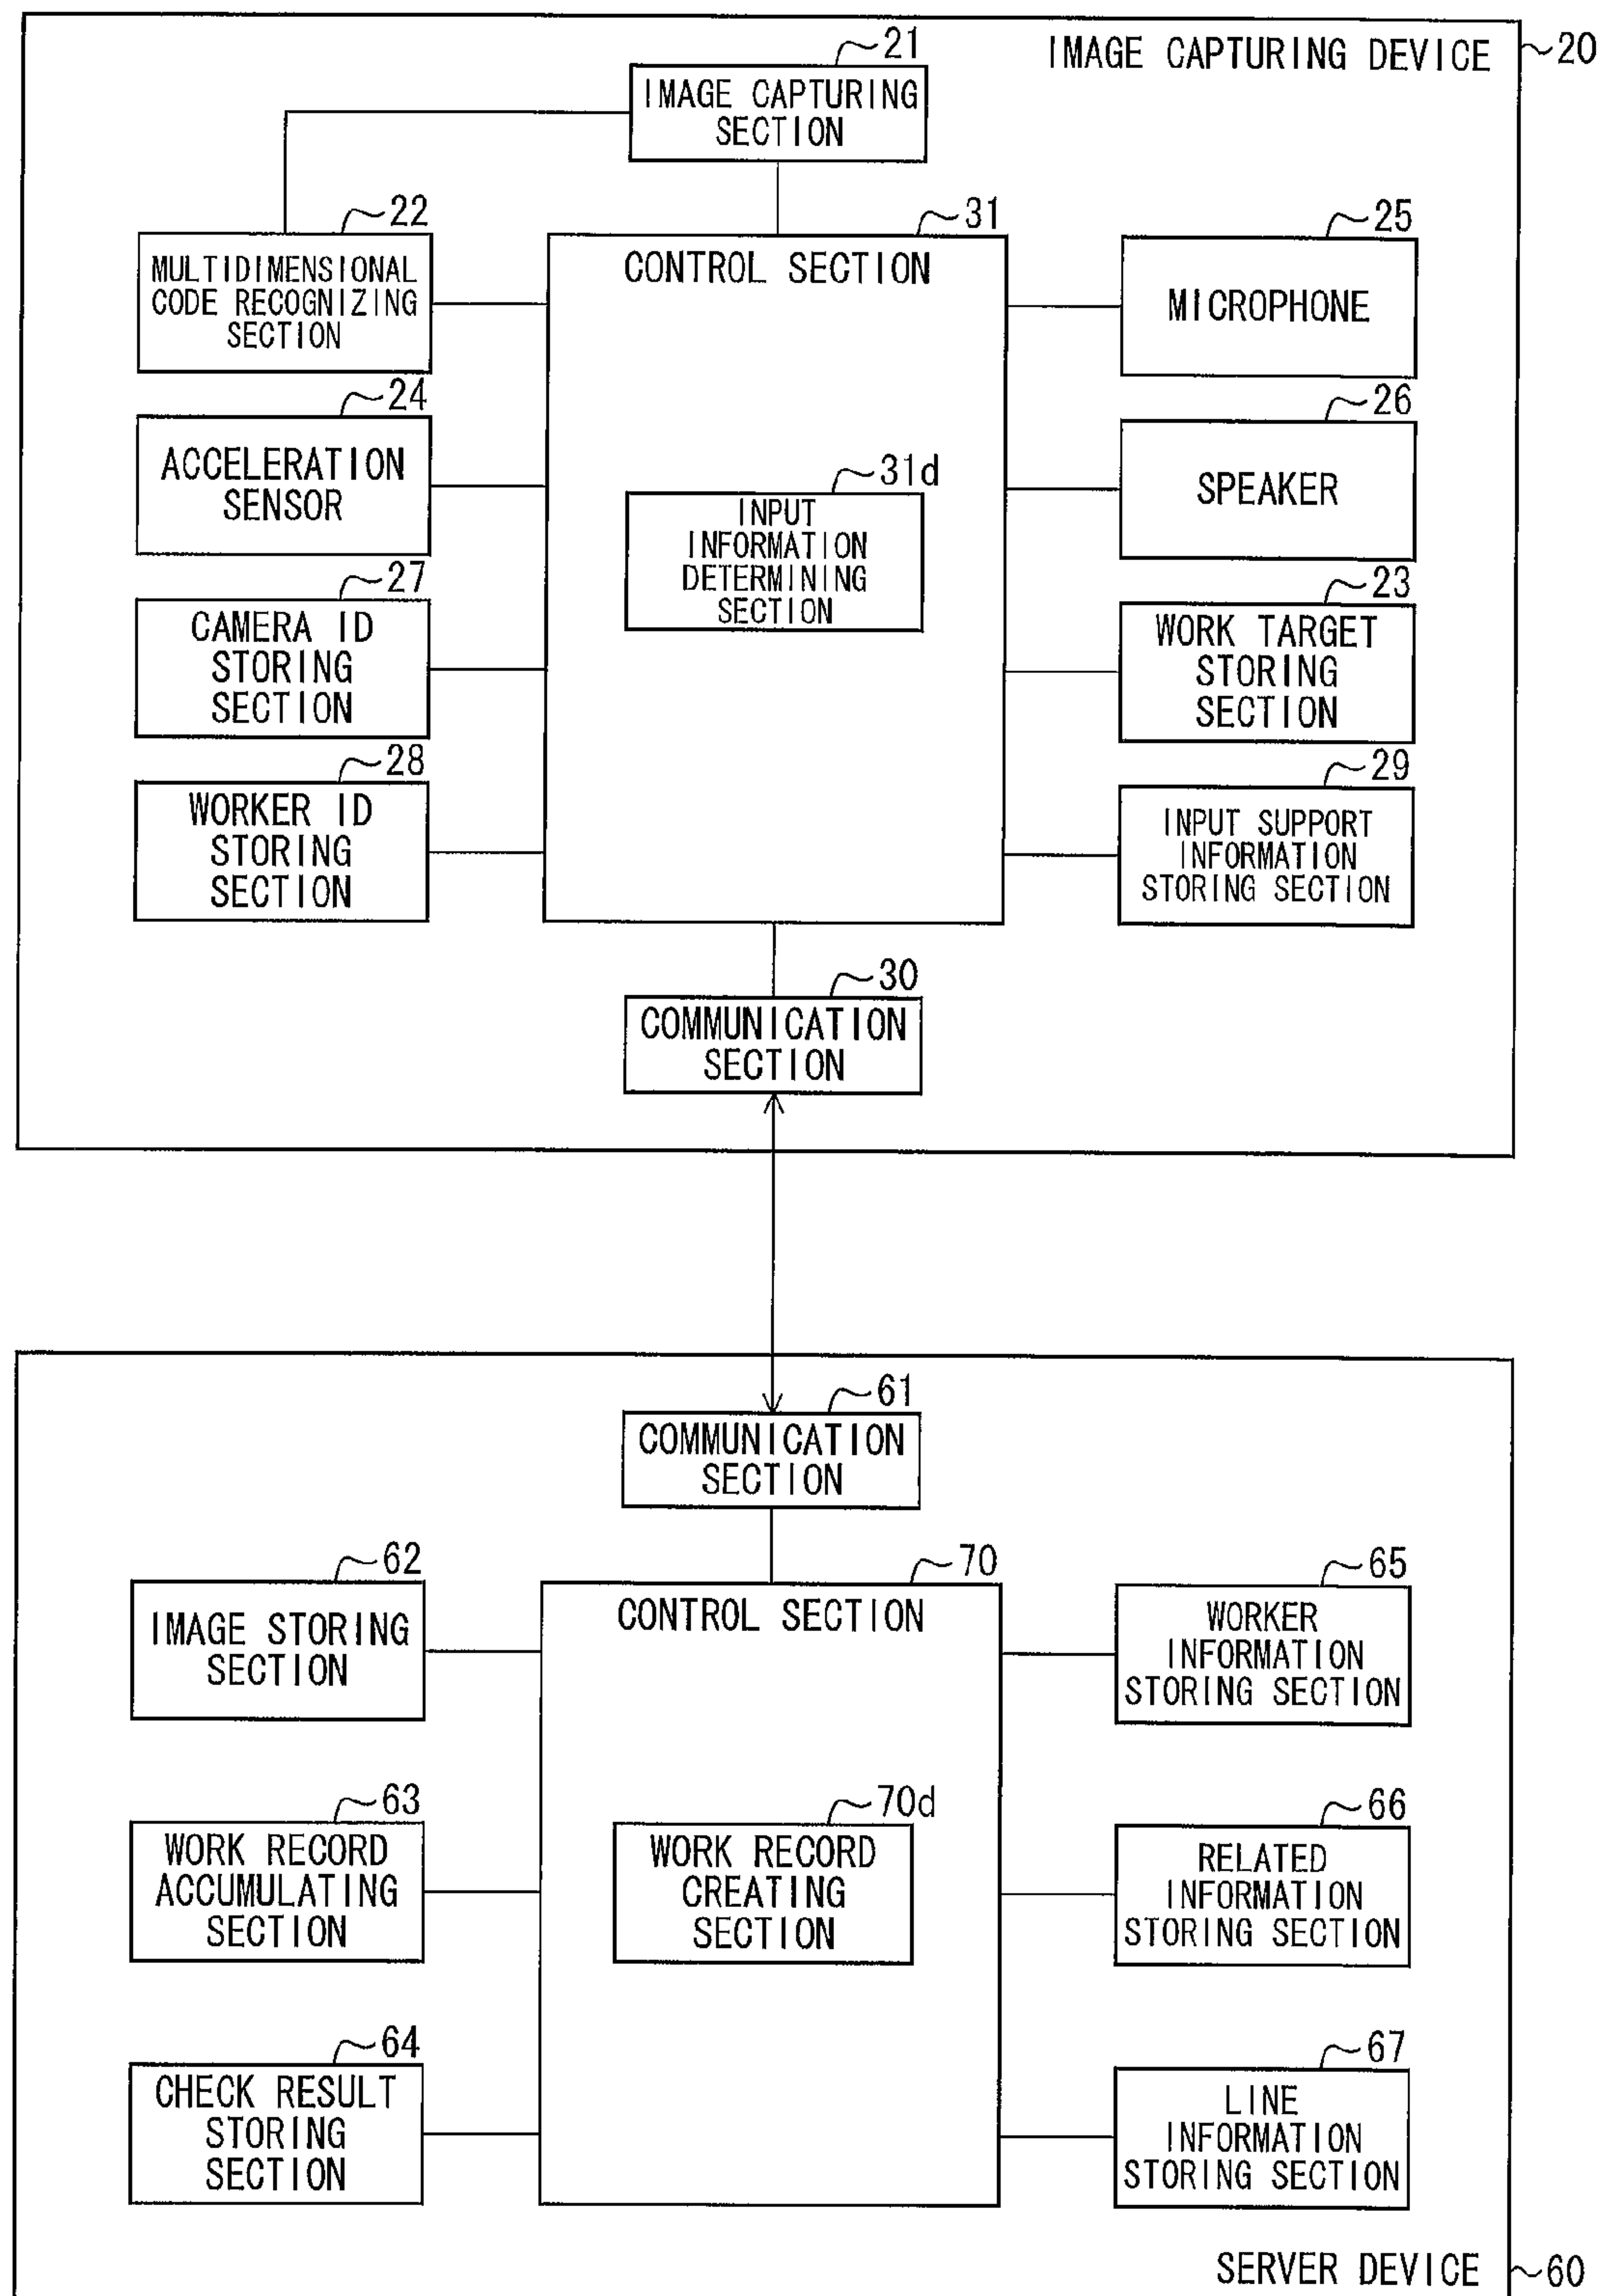 IMAGE CAPTURING DEVICE
20
21
IMAGE CAPTURING
SECTION
22
MULTIDIMENSIONAL
CODE RECOGNIZING
SECTION
31
CONTROL SECTION
25
MICROPHONE
24
ACCELERATION
SENSOR
31d
INPUT
INFORMATION
DETERMINING
SECTION
26
SPEAKER
27
CAMERA ID
STORING
SECTION
23
WORK TARGET
STORING
SECTION
28
WORKER ID
STORING
SECTION
29
INPUT SUPPORT
INFORMATION
STORING SECTION
30
COMMUNICATION
SECTION
61
COMMUNICATION
SECTION
62
IMAGE STORING
SECTION
70
CONTROL SECTION
65
WORKER
INFORMATION
STORING SECTION
63
WORK RECORD
ACCUMULATING
SECTION
70d
WORK RECORD
CREATING
SECTION
66
RELATED
INFORMATION
STORING SECTION
64
CHECK RESULT
STORING
SECTION
67
LINE
INFORMATION
STORING SECTION
SERVER DEVICE
60